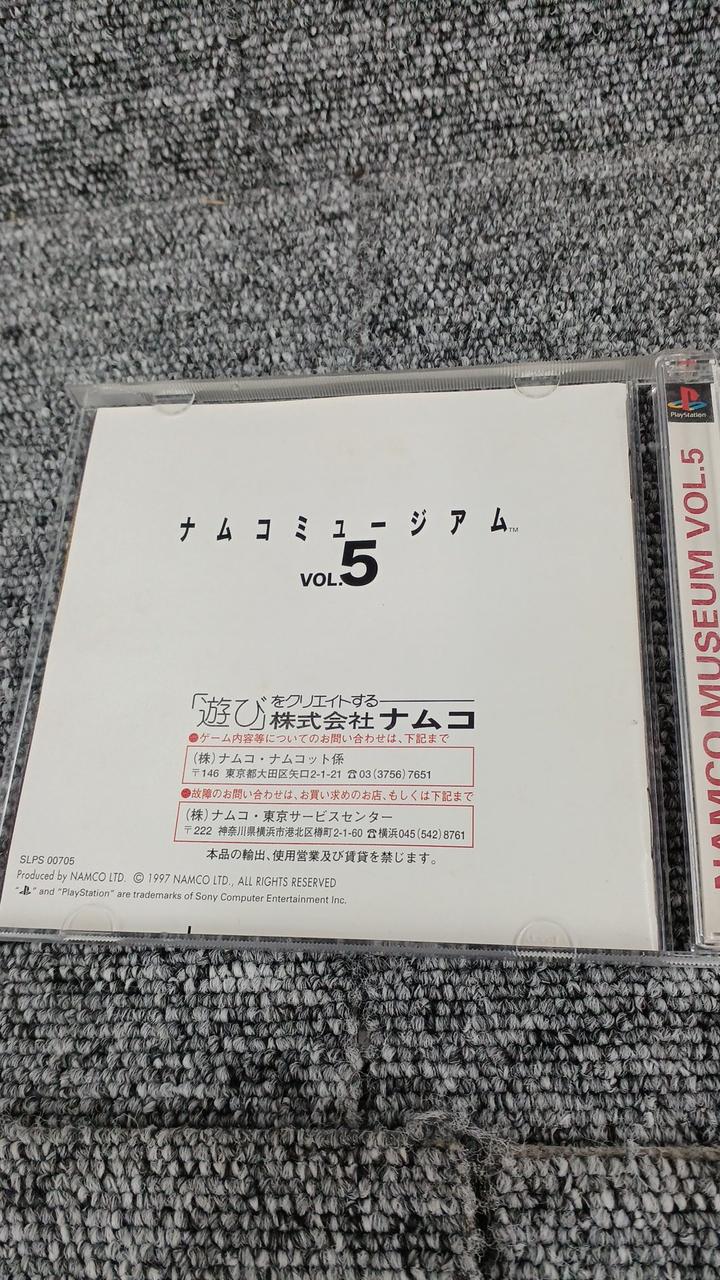 ナムコミュージアム™
VOL.5
「遊び」をクリエイトする
株式会社ナムコ
●ゲーム内容等についてのお問い合わせは、下記まで
(株)ナムコ・ナムコット係
〒146 東京都大田区矢口2-1-21 ☎03(3756)7651
●故障のお問い合わせは、お買い求めのお店、もしくは下記まで
(株)ナムコ・東京サービスセンター
〒222 神奈川県横浜市港北区樽町2-1-60 ☎横浜045(542)8761
本品の輸出、使用営業及び賃貸を禁じます。
SLPS 00705
Produced by NAMCO LTD. © 1997 NAMCO LTD., ALL RIGHTS RESERVED
" " and "PlayStation" are trademarks of Sony Computer Entertainment Inc.
PlayStation
NAMCO MUSEUM VOL.5